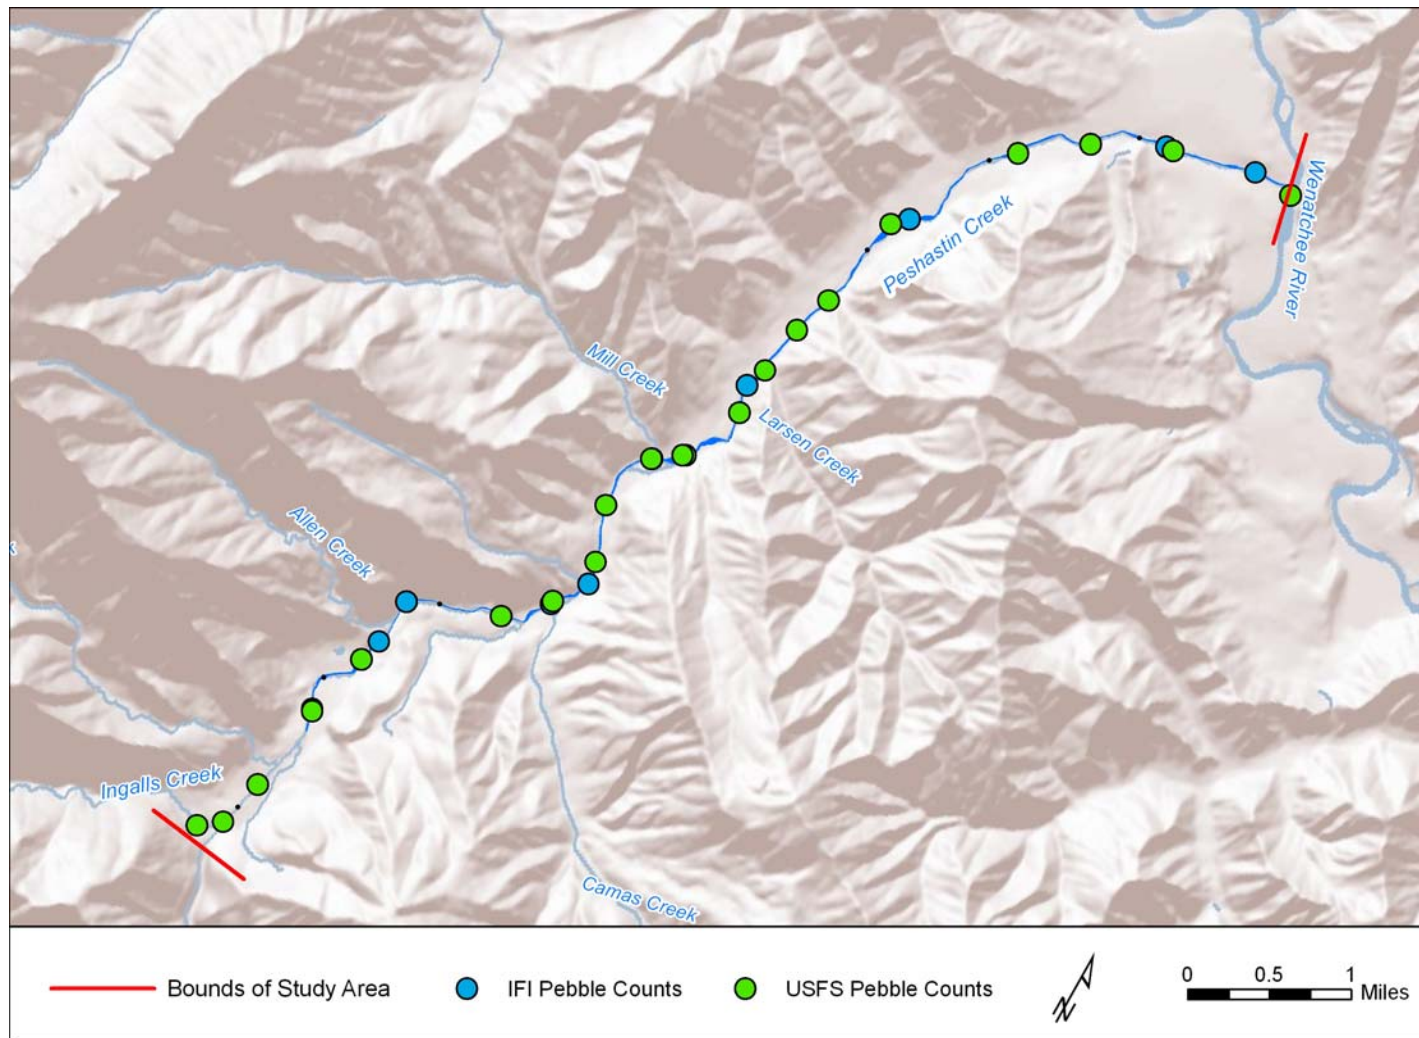 Wenatchee River
Peshastin Creek
Mill Creek
Larsen Creek
Allen Creek
Ingalls Creek
Camas Creek
Bounds of Study Area
IFI Pebble Counts
USFS Pebble Counts
N
0 0.5 1
Miles